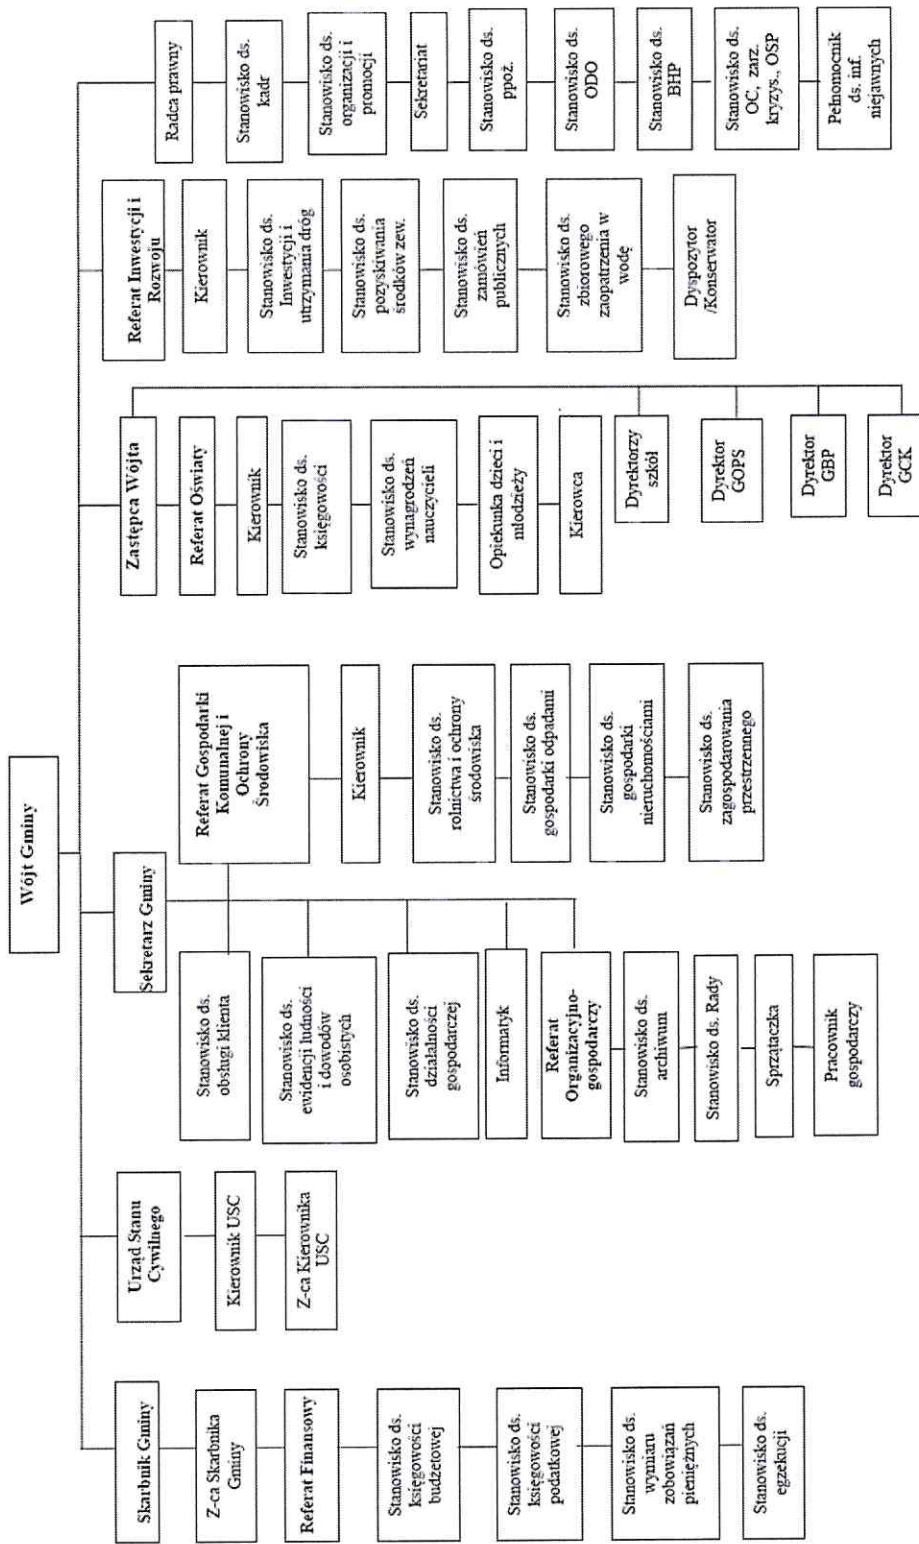 Wójt Gminy
Skarbnik Gminy
Z-ca Skarbnika
Gminy
Referat Finansowy
Stanowisko ds.
księgowości
budżetowej
Stanowisko ds.
księgowości
podatkowej
Stanowisko ds.
wymiaru
zobowiązań
pieniężnych
Stanowisko ds.
egzekucji
Urząd Stanu
Cywilnego
Kierownik USC
Z-ca Kierownika
USC
Sekretarz Gminy
Stanowisko ds.
obsługi klienta
Stanowisko ds.
ewidencji ludności
i dowodów
osobistych
Stanowisko ds.
działalności
gospodarczej
Informatyk
Referat
Organizacyjno-
gospodarczy
Stanowisko ds.
archiwum
Stanowisko ds. Rady
Sprzątaczka
Pracownik
gospodarczy
Referat Gospodarki
Komunalnej i
Ochrony
Środowiska
Kierownik
Stanowisko ds.
rolnictwa i ochrony
środowiska
Stanowisko ds.
gospodarki odpadami
Stanowisko ds.
gospodarki
nieruchomościami
Stanowisko ds.
zagospodarowania
przestrzennego
Zastępca Wójta
Referat Oświaty
Kierownik
Stanowisko ds.
księgowości
Stanowisko ds.
wynagrodzeń
nauczycieli
Opiekunka dzieci i
młodzieży
Kierowca
Dyrektorzy
szkół
Dyrektor
GOPS
Dyrektor
GBP
Dyrektor
GCK
Referat Inwestycji i
Rozwoju
Kierownik
Stanowisko ds.
Inwestycji i
utrzymania dróg
Stanowisko ds.
pozyskiwania
środków zew.
Stanowisko ds.
zamówień
publicznych
Stanowisko ds.
zbiorowego
zaopatrzenia w
wodę
Dyspozytor
/Konserwator
Radca prawny
Stanowisko ds.
kadr
Stanowisko ds.
organizacji i
promocji
Sekretariat
Stanowisko ds.
ppoż.
Stanowisko ds.
ODO
Stanowisko ds.
BHP
Stanowisko ds.
OC, zarz.
kryzys., OSP
Pełnomocnik
ds. inf.
niejawnych